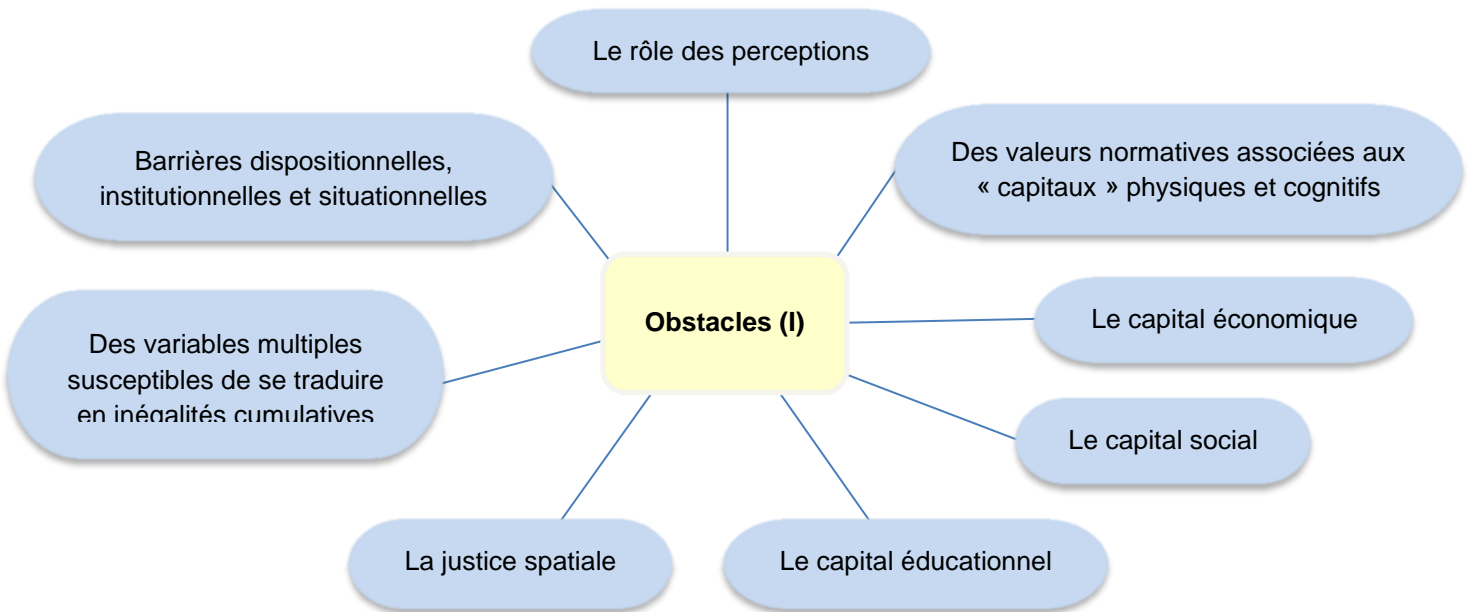 Le rôle des perceptions
Barrières dispositionnelles,
institutionnelles et situationnelles
Des valeurs normatives associées aux
« capitaux » physiques et cognitifs
Obstacles (I)
Le capital économique
Des variables multiples
susceptibles de se traduire
en inégalités cumulatives
Le capital social
La justice spatiale
Le capital éducationnel